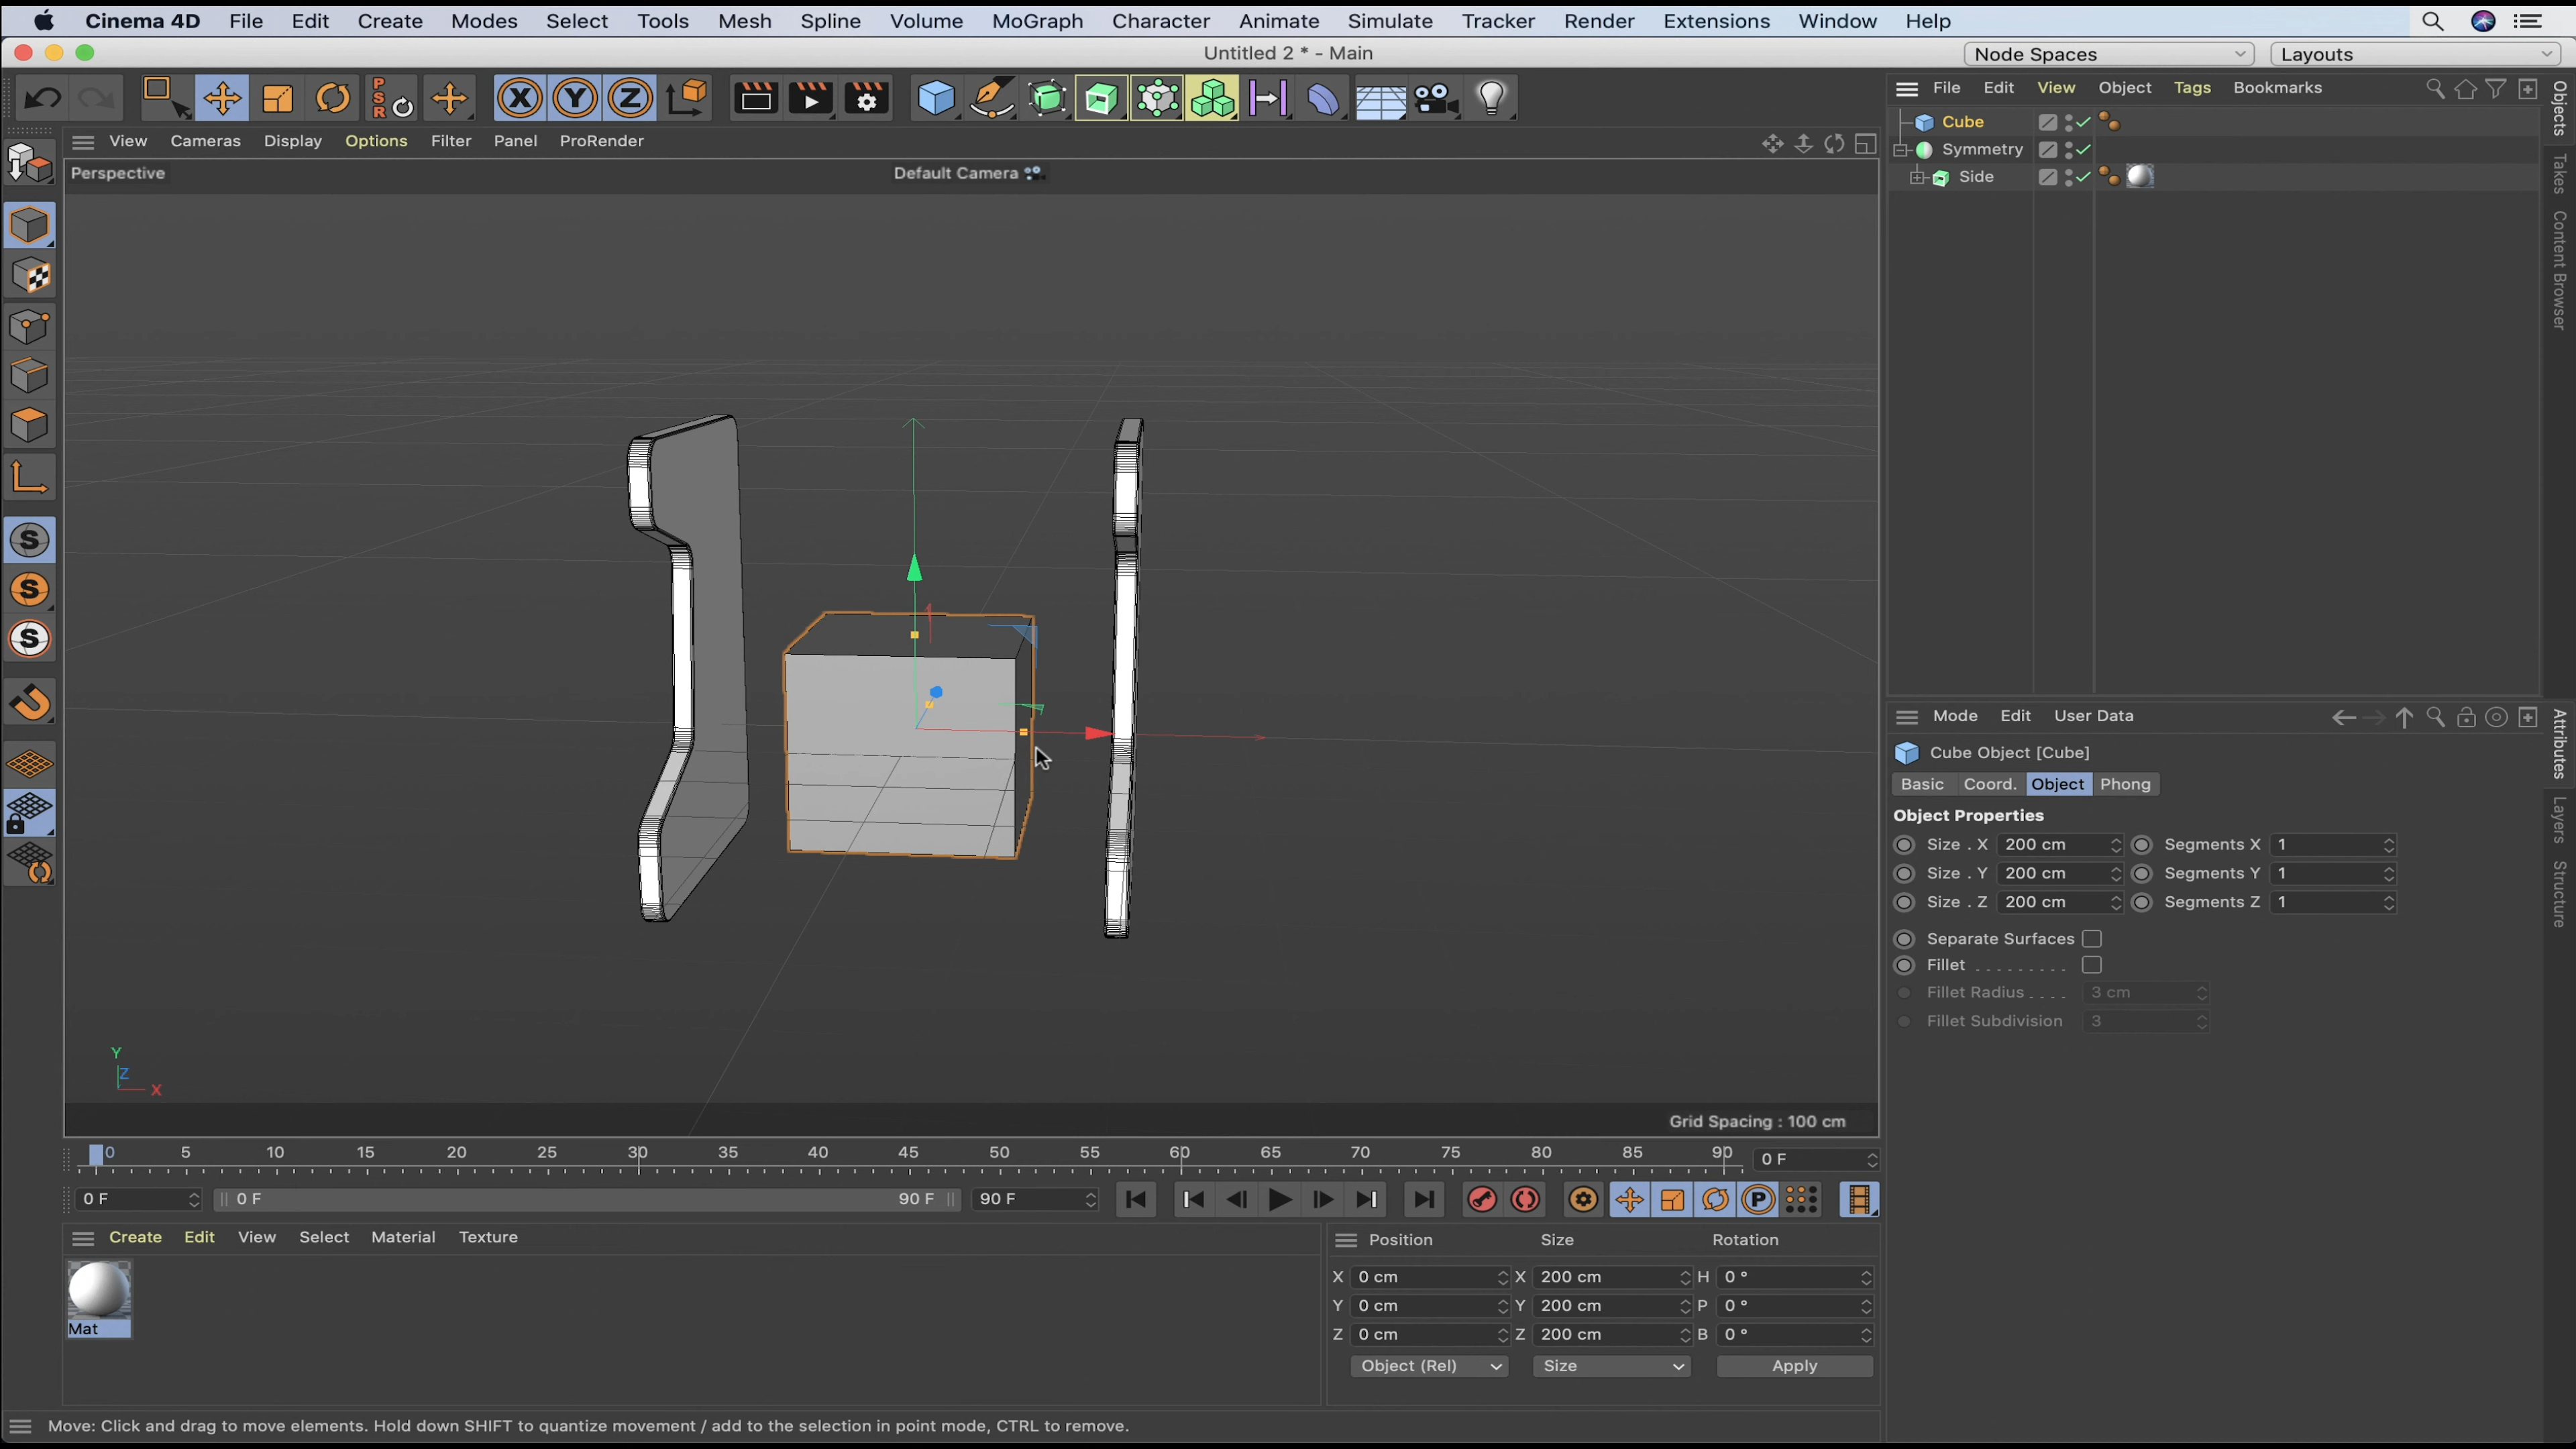 Cinema 4D File Edit Create Modes Select Tools Mesh Spline Volume MoGraph Character Animate Simulate Tracker Render Extensions Window Help
Untitled 2 * - Main
Node Spaces
Layouts
PSR
X Y Z
File Edit View Object Tags Bookmarks
View Cameras Display Options Filter Panel ProRender
Perspective
Default Camera
Cube
Symmetry
Side
Objects
Takes
Content Browser
S
S
S
Y
Z
X
Grid Spacing : 100 cm
Mode Edit User Data
Cube Object [Cube]
Basic Coord. Object Phong
Object Properties
Size . X 200 cm Segments X 1
Size . Y 200 cm Segments Y 1
Size . Z 200 cm Segments Z 1
Separate Surfaces
Fillet . . . . . . . . .
Fillet Radius . . . . 3 cm
Fillet Subdivision 3
Attributes
Layers
Structure
0 5 10 15 20 25 30 35 40 45 50 55 60 65 70 75 80 85 90 0 F
0 F 0 F 90 F 90 F P
Create Edit View Select Material Texture
Mat
Position Size Rotation
X 0 cm X 200 cm H 0 °
Y 0 cm Y 200 cm P 0 °
Z 0 cm Z 200 cm B 0 °
Object (Rel) Size Apply
Move: Click and drag to move elements. Hold down SHIFT to quantize movement / add to the selection in point mode, CTRL to remove.